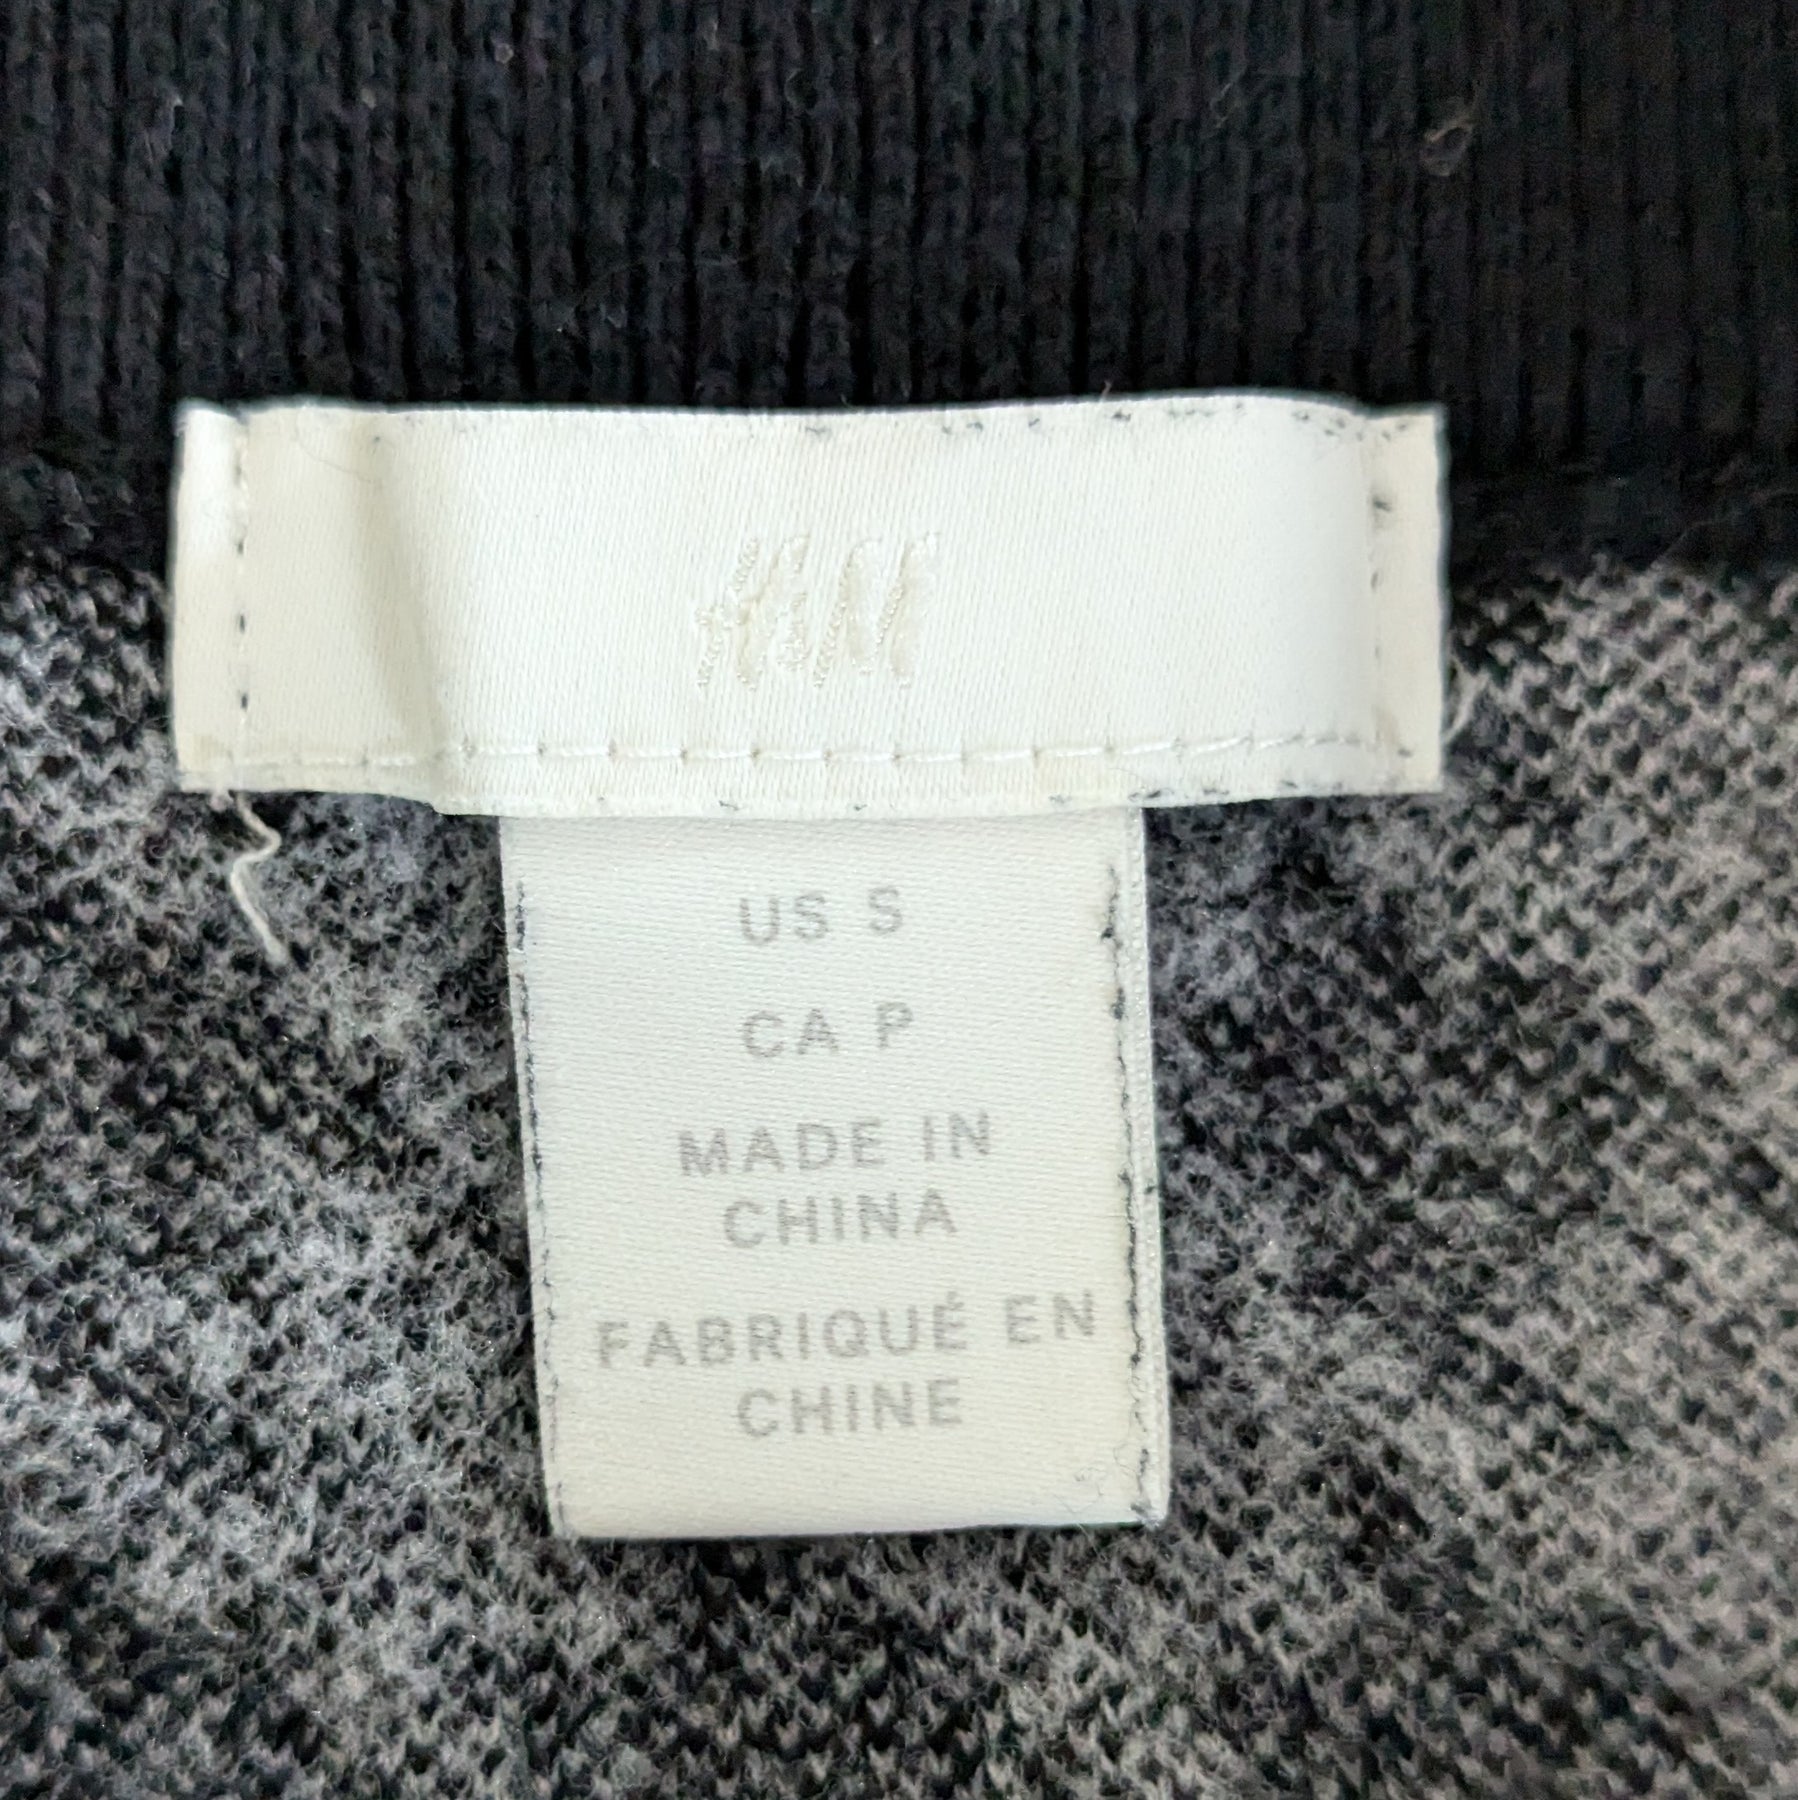 H&M
US S
CA P
MADE IN
CHINA
FABRIQUÉ EN
CHINE